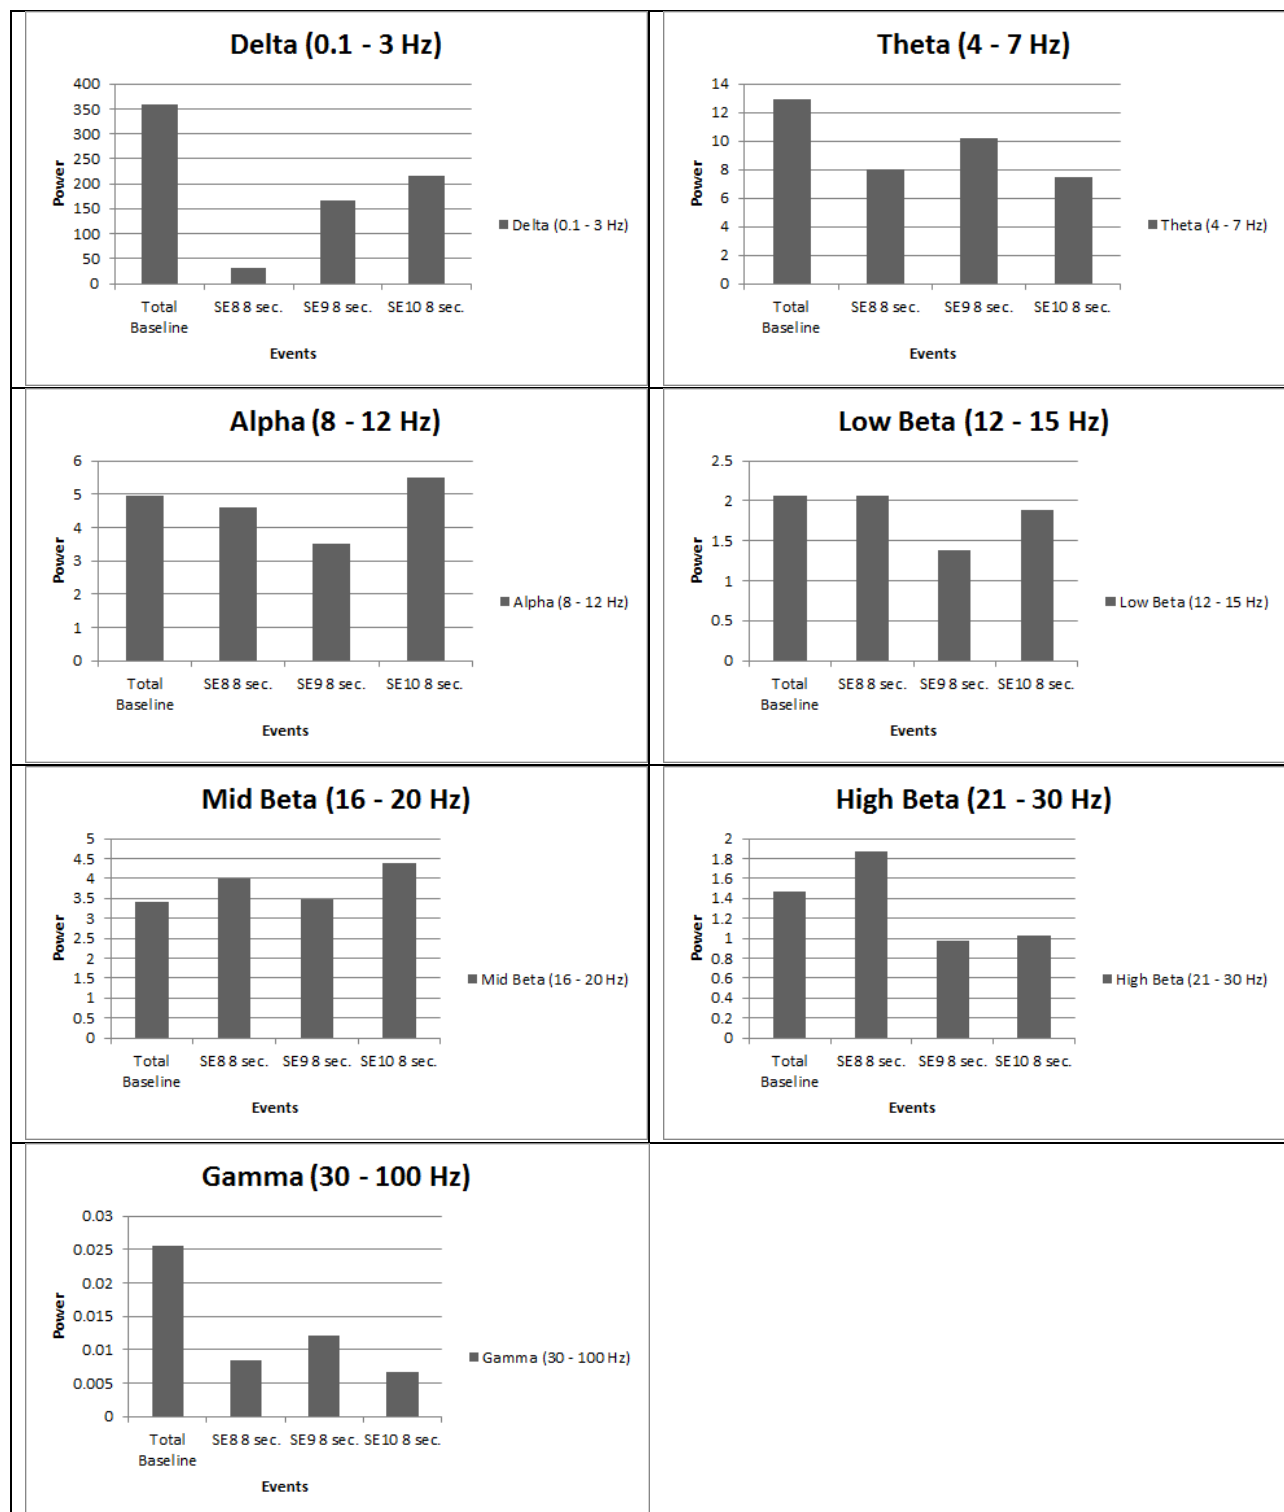 Delta (0.1 - 3 Hz)
400
350
300
250
200
150
100
50
0
Power
Total Baseline
SE8 8 sec.
SE9 8 sec.
SE10 8 sec.
Events
Delta (0.1 - 3 Hz)
Theta (4 - 7 Hz)
14
12
10
8
6
4
2
0
Power
Total Baseline
SE8 8 sec.
SE9 8 sec.
SE10 8 sec.
Events
Theta (4 - 7 Hz)
Alpha (8 - 12 Hz)
6
5
4
3
2
1
0
Power
Total Baseline
SE8 8 sec.
SE9 8 sec.
SE10 8 sec.
Events
Alpha (8 - 12 Hz)
Low Beta (12 - 15 Hz)
2.5
2
1.5
1
0.5
0
Power
Total Baseline
SE8 8 sec.
SE9 8 sec.
SE10 8 sec.
Events
Low Beta (12 - 15 Hz)
Mid Beta (16 - 20 Hz)
5
4.5
4
3.5
3
2.5
2
1.5
1
0.5
0
Power
Total Baseline
SE8 8 sec.
SE9 8 sec.
SE10 8 sec.
Events
Mid Beta (16 - 20 Hz)
High Beta (21 - 30 Hz)
2
1.8
1.6
1.4
1.2
1
0.8
0.6
0.4
0.2
0
Power
Total Baseline
SE8 8 sec.
SE9 8 sec.
SE10 8 sec.
Events
High Beta (21 - 30 Hz)
Gamma (30 - 100 Hz)
0.03
0.025
0.02
0.015
0.01
0.005
0
Power
Total Baseline
SE8 8 sec.
SE9 8 sec.
SE10 8 sec.
Events
Gamma (30 - 100 Hz)